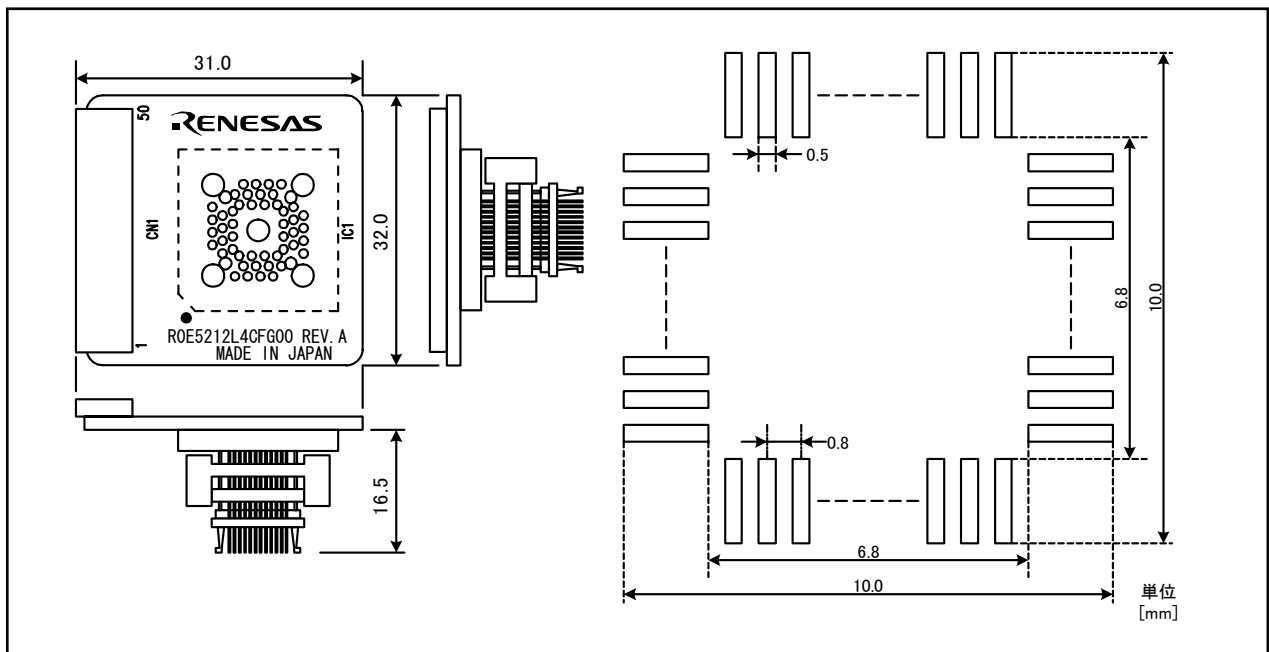 31.0
50
RENESAS
CN1
IC1
32.0
1
R0E5212L4CFG00 REV.A
MADE IN JAPAN
16.5
0.5
6.8
10.0
0.8
6.8
10.0
単位
[mm]